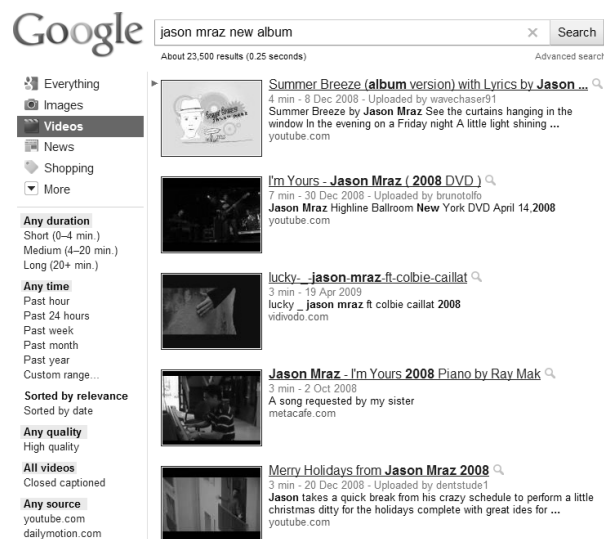 Google
jason mraz new album
Search
About 23,500 results (0.25 seconds)
Advanced search
Everything
Images
Videos
News
Shopping
More
Any duration
Short (0–4 min.)
Medium (4–20 min.)
Long (20+ min.)
Any time
Past hour
Past 24 hours
Past week
Past month
Past year
Custom range...
Sorted by relevance
Sorted by date
Any quality
High quality
All videos
Closed captioned
Any source
youtube.com
dailymotion.com
Summer Breeze (album version) with Lyrics by Jason ...
4 min - 8 Dec 2008 - Uploaded by wavechaser91
Summer Breeze by Jason Mraz See the curtains hanging in the
window In the evening on a Friday night A little light shining ...
youtube.com
I'm Yours - Jason Mraz ( 2008 DVD )
7 min - 30 Dec 2008 - Uploaded by brunotolfo
Jason Mraz Highline Ballroom New York DVD April 14,2008
youtube.com
lucky-_-jason-mraz-ft-colbie-caillat
3 min - 19 Apr 2009
lucky _ jason mraz ft colbie caillat 2008
vidivodo.com
Jason Mraz - I'm Yours 2008 Piano by Ray Mak
3 min - 2 Oct 2008
A song requested by my sister
metacafe.com
Merry Holidays from Jason Mraz 2008
3 min - 20 Dec 2008 - Uploaded by dentstude1
Jason takes a quick break from his crazy schedule to perform a little
christmas ditty for the holidays complete with great ides for ...
youtube.com